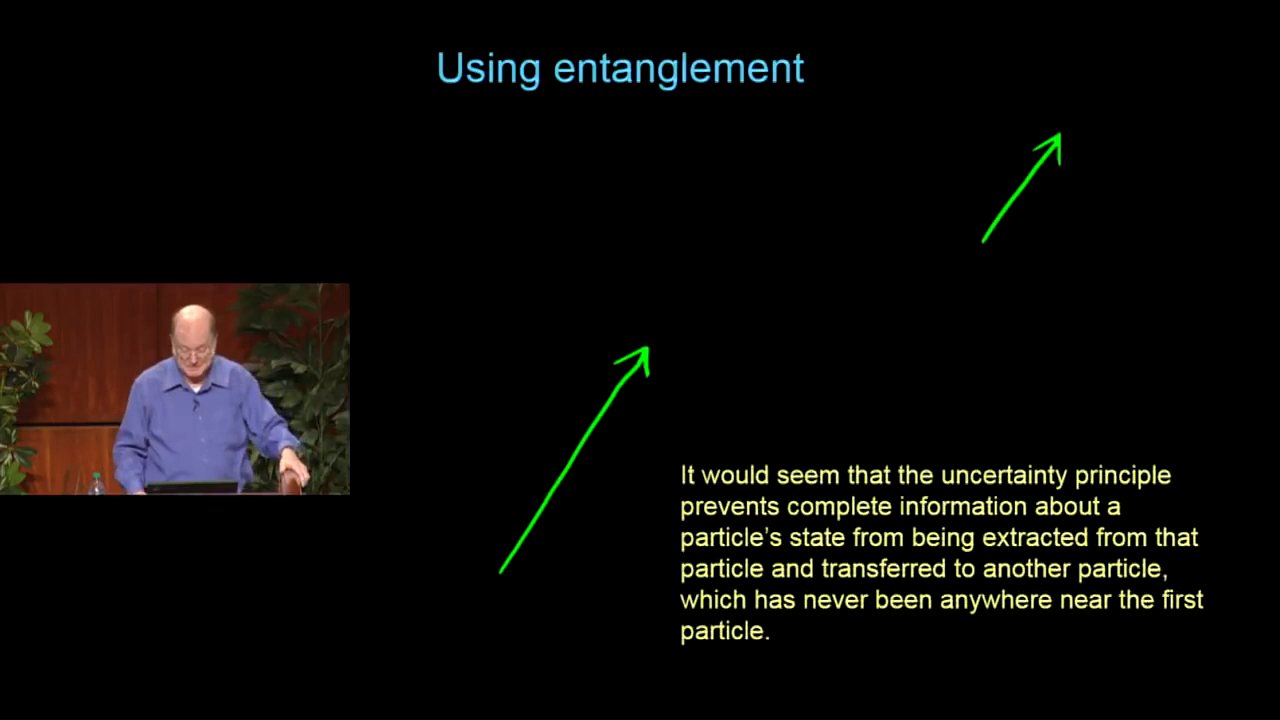 Using entanglement
It would seem that the uncertainty principle
prevents complete information about a
particle’s state from being extracted from that
particle and transferred to another particle,
which has never been anywhere near the first
particle.